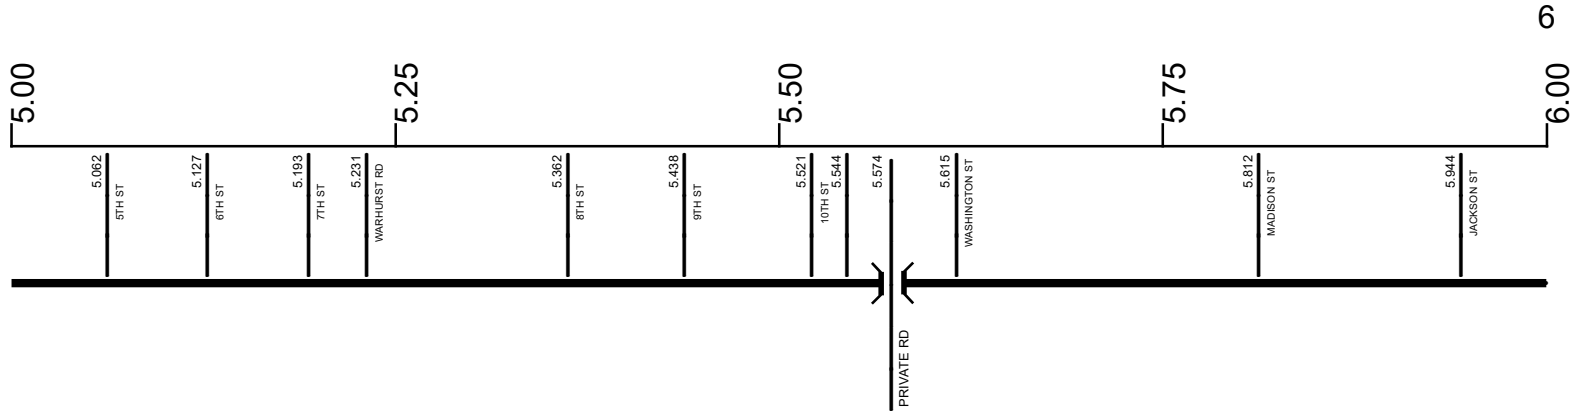 6
5.00
5.25
5.50
5.75
6.00
5.062
5TH ST
5.127
6TH ST
5.193
7TH ST
5.231
WARHURST RD
5.362
8TH ST
5.438
9TH ST
5.521
10TH ST
5.544
5.574
PRIVATE RD
5.615
WASHINGTON ST
5.812
MADISON ST
5.944
JACKSON ST